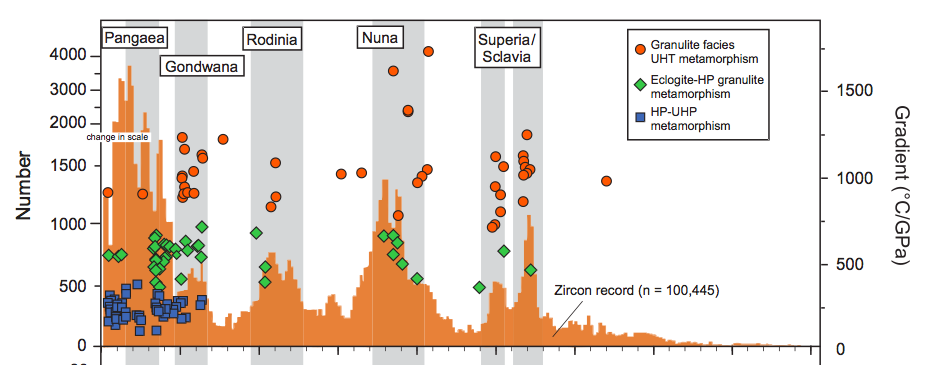 Pangaea
Gondwana
Rodinia
Nuna
Superia/
Sclavia
Granulite facies
UHT metamorphism
Eclogite-HP granulite
metamorphism
HP-UHP
metamorphism
4000
3000
2000
change in scale
1500
1000
500
0
Number
1500
1000
500
0
Gradient (°C/GPa)
Zircon record (n = 100,445)